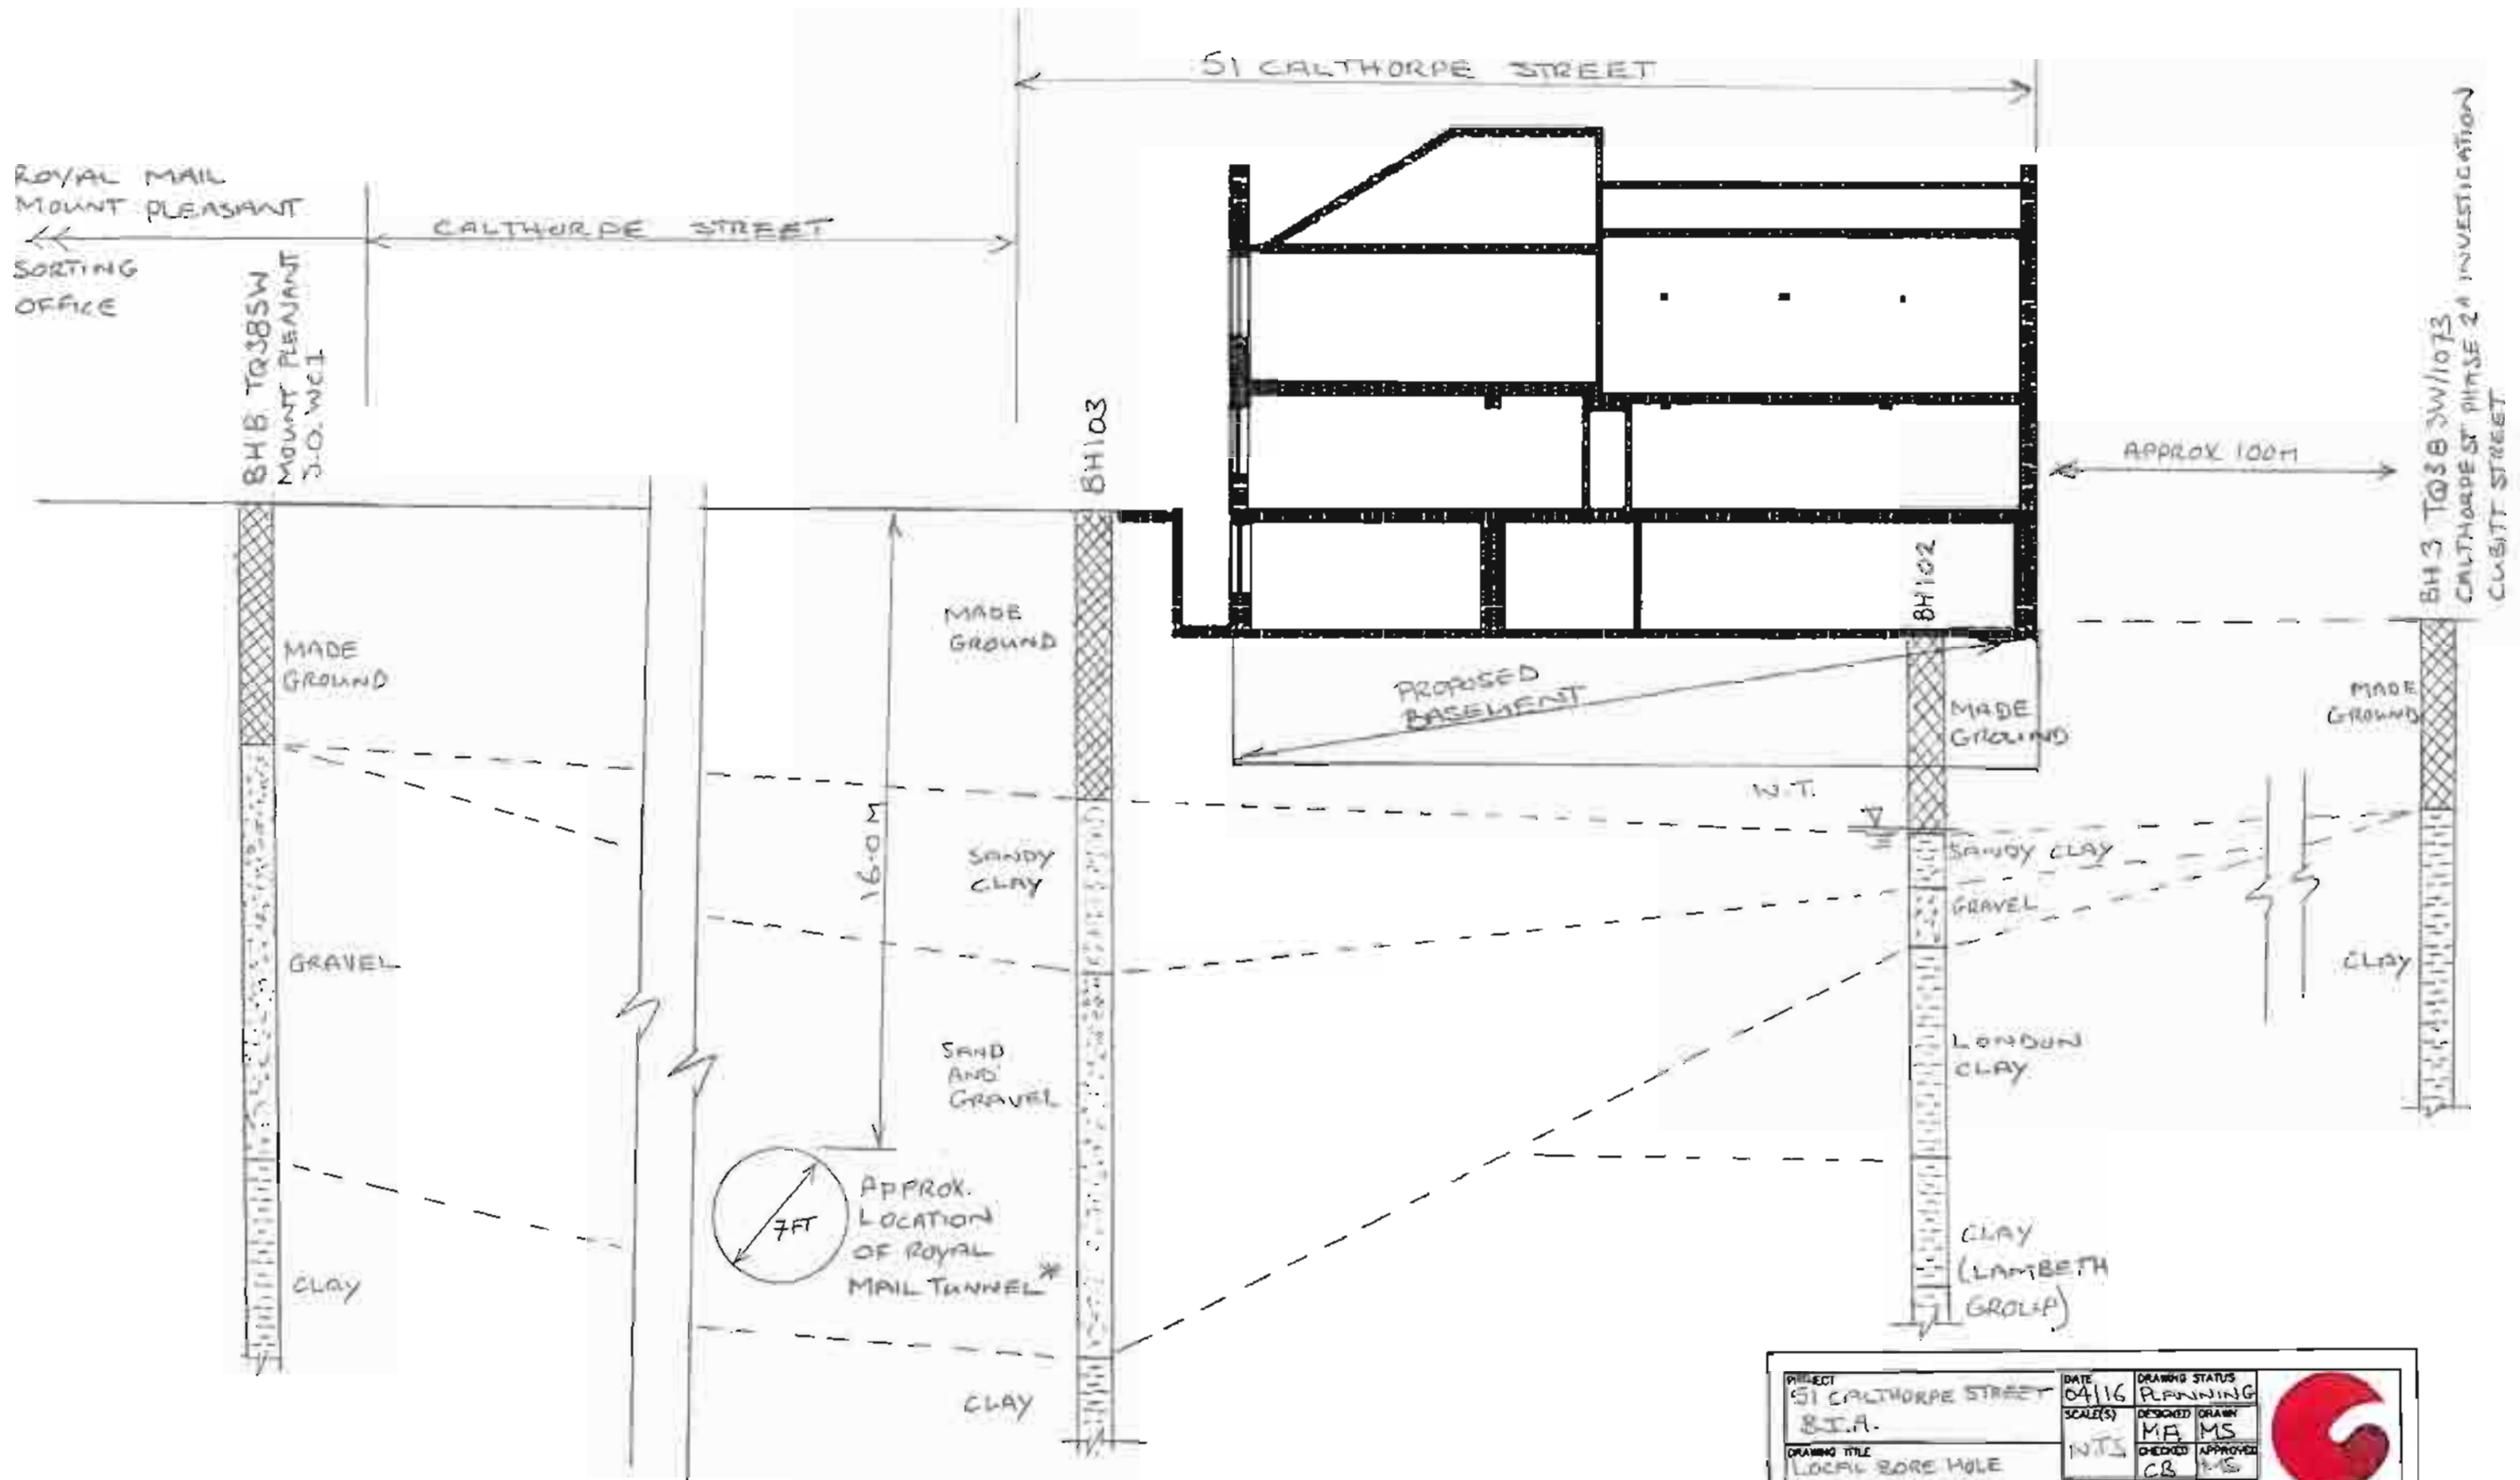 51 CALTHORPE STREET
ROYAL MAIL
MOUNT PLEASANT
SORTING
OFFICE
CALTHORPE STREET
BHB TQ38SW
MOUNT PLEASANT
S.O. WC1
BH103
BH102
APPROX 100M
BH3 TQ38SW/1073
CALTHORPE ST PHASE 2A INVESTIGATION
CUBITT STREET
MADE
GROUND
GRAVEL
CLAY
16.0M
7FT
APPROX.
LOCATION
OF ROYAL
MAIL TUNNEL*
MADE
GROUND
SANDY
CLAY
SAND
AND
GRAVEL
CLAY
PROPOSED
BASEMENT
W.T.
MADE
GROUND
SANDY CLAY
GRAVEL
LONDON
CLAY
CLAY
(LAMBETH
GROUP)
MADE
GROUND
CLAY
PROJECT
51 CALTHORPE STREET
B.I.A.
DRAWING TITLE
LOCAL BORE HOLE
DATE
04/16
SCALE(S)
N.T.S
DRAWING STATUS
PLANNING
DESIGNED
MA
DRAWN
MS
CHECKED
CB
APPROVED
MS